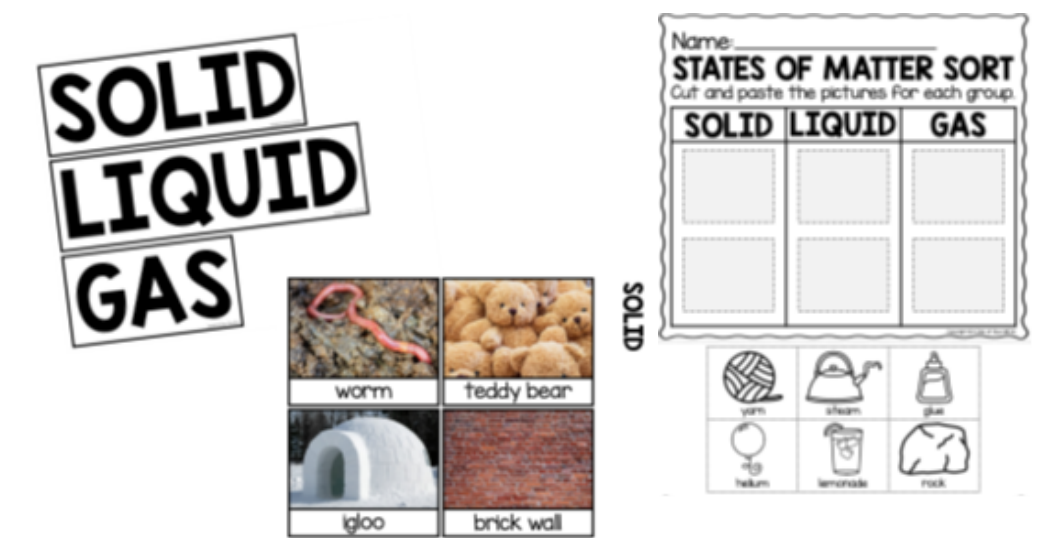 SOLID
LIQUID
GAS
worm
teddy bear
igloo
brick wall
SOLID
Name:
STATES OF MATTER SORT
Cut and paste the pictures for each group.
SOLID LIQUID GAS
yarn steam glue
helium lemonade rock